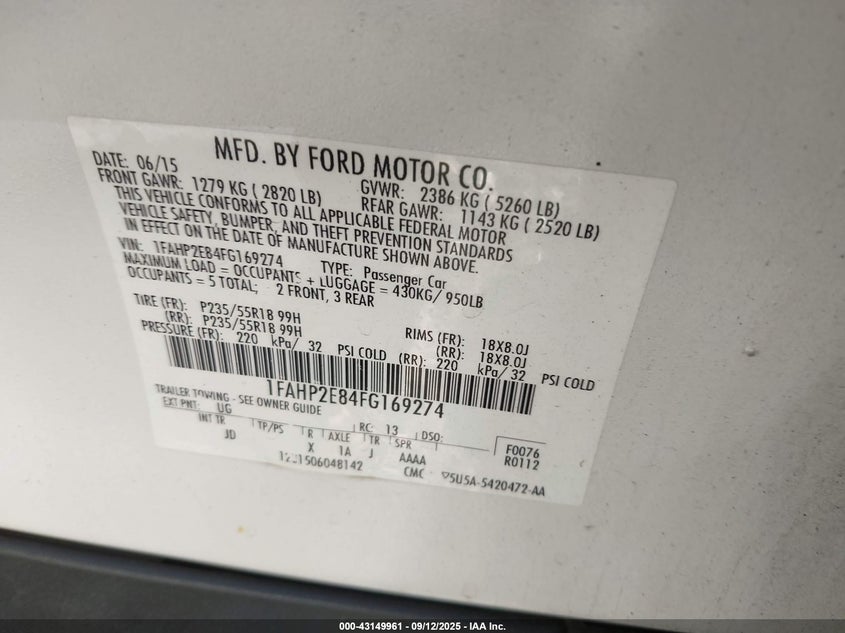 MFD. BY FORD MOTOR CO.
DATE: 06/15
GVWR: 2386 KG ( 5260 LB)
FRONT GAWR: 1279 KG ( 2820 LB)
RFAR GAWR: 1143 KG ( 2520 LB)
THIS VEHICLE CONFORMS TO ALL APPLICABLE FEDERAL MOTOR
VEHICLE SAFETY, BUMPER, AND THEFT PREVENTION STANDARDS
IN EFFECT ON THE DATE OF MANUFACTURE SHOWN ABOVE.
VIN: 1FAHP2E84FG169274 TYPE: Passenger Car
MAXIMUM LOAD = OCCUPANTS + LUGGAGE = 430KG/ 950LB
OCCUPANTS = 5 TOTAL; 2 FRONT, 3 REAR
TIRE (FR): P235/55R18 99H RIMS (FR): 18X8.0J
(RR): P235/55R18 99H (RR): 18X8.0J
PRESSURE (FR): 220 kPa/ 32 PSI COLD (RR): 220 kPa/ 32 PSI COLD
1FAHP2E84FG169274
TRAILER TOWING - SEE OWNER GUIDE
EXT PNT: UG RC: 13 DSO: F0076
INT TR TP/PS R AXLE TR SPR R0112
JD X 1A J AAAA
1506048142 CMC 5U5A-5420472-AA
000-43149961 - 09/12/2025 - IAA Inc.